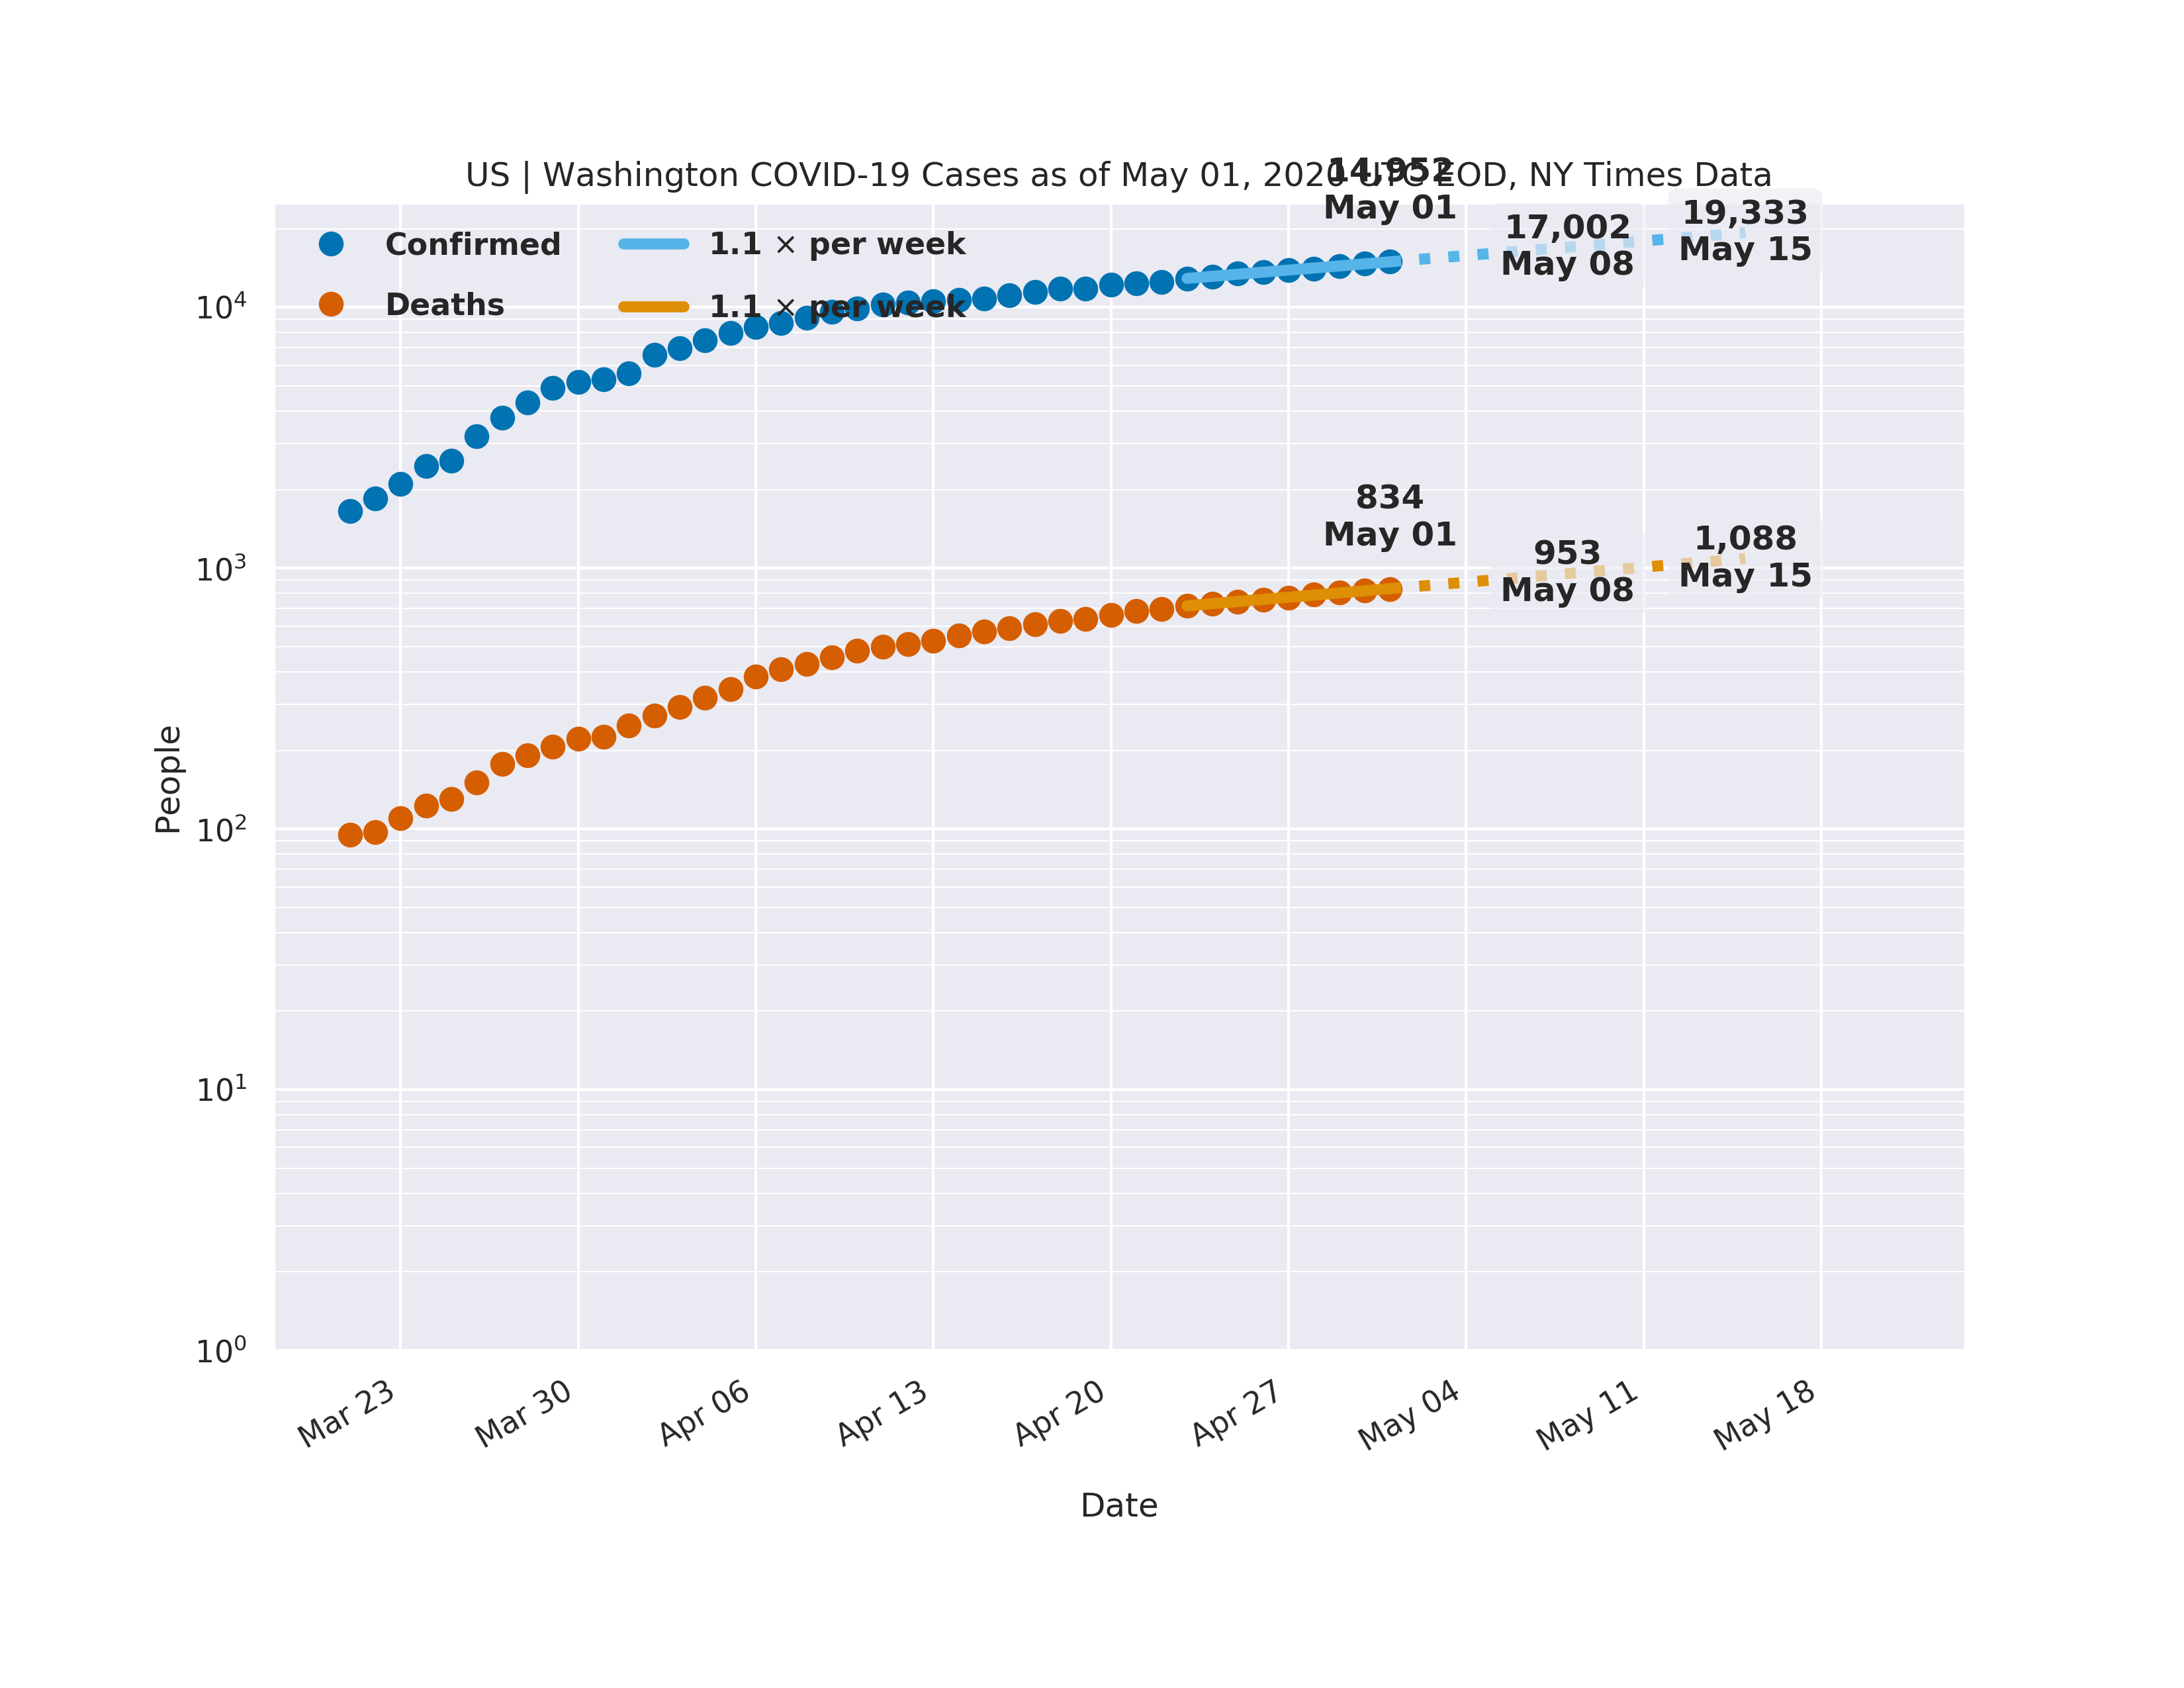 US | Washington COVID-19 Cases as of May 01, 2020 UTC EOD, NY Times Data
Confirmed
Deaths
1.1 × per week
1.1 × per week
14,952
May 01
17,002
May 08
19,333
May 15
834
May 01
953
May 08
1,088
May 15
People
10⁴
10³
10²
10¹
10⁰
Mar 23
Mar 30
Apr 06
Apr 13
Apr 20
Apr 27
May 04
May 11
May 18
Date